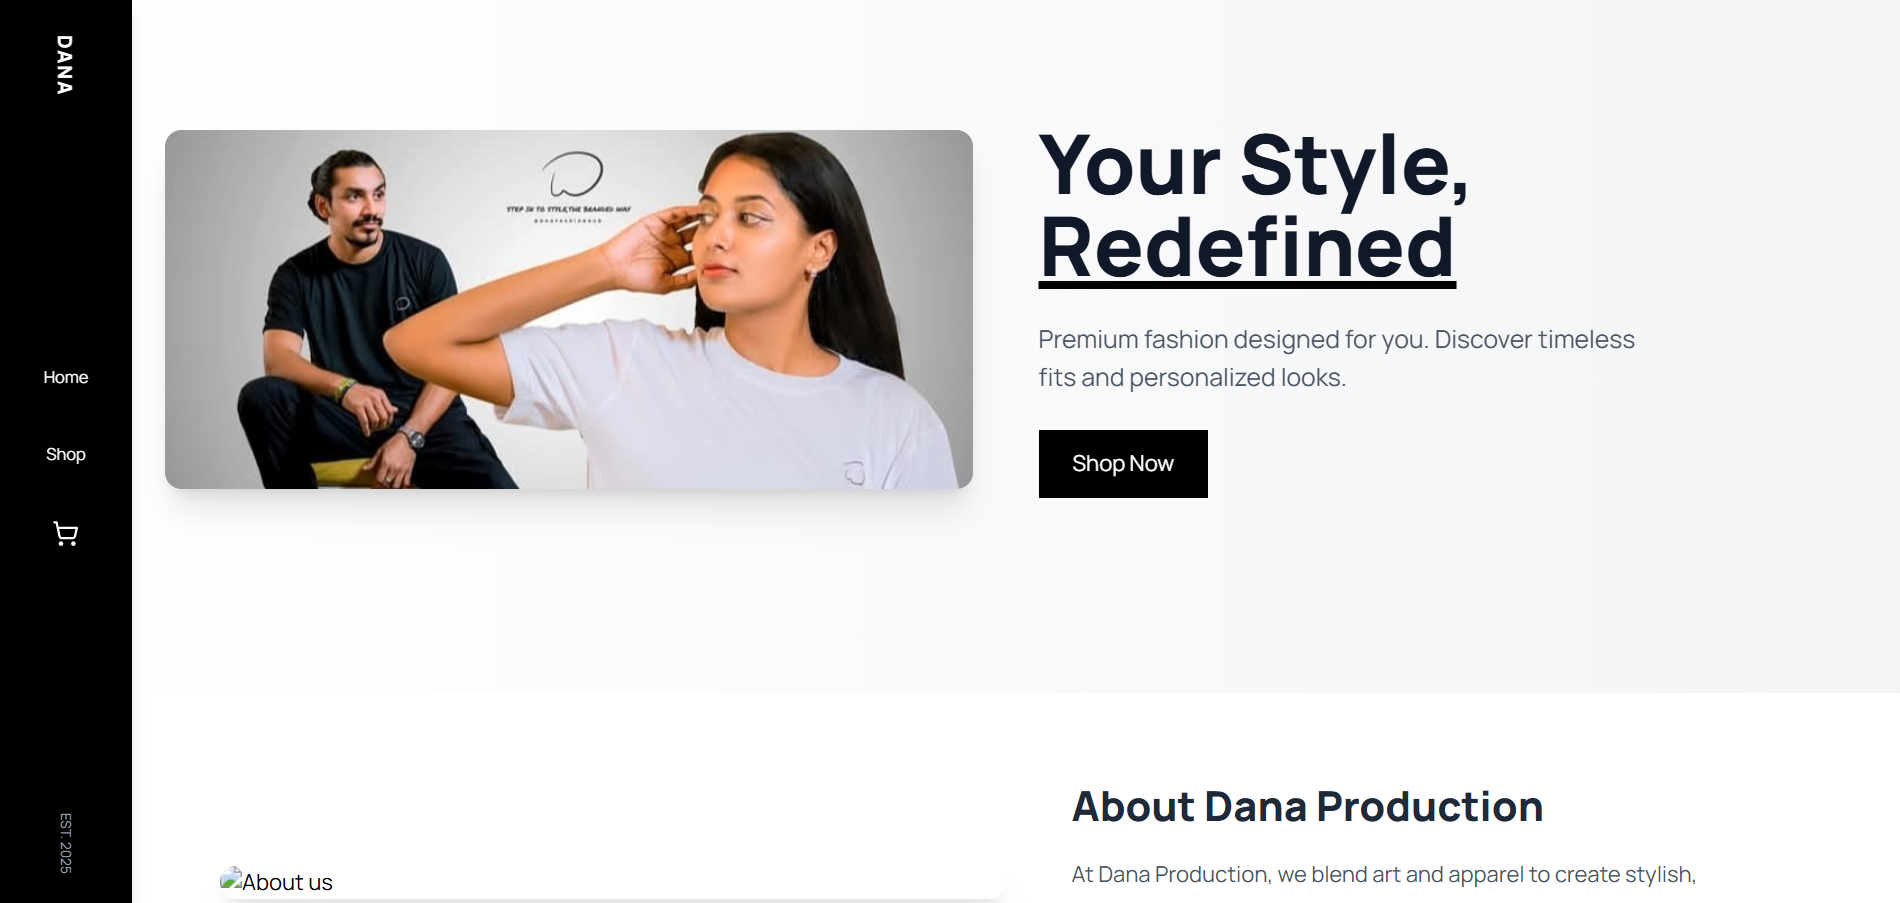 DANA
Home
Shop
EST. 2025
STEP IN TO STYLE,THE BRANDED WAY
Your Style,
Redefined
Premium fashion designed for you. Discover timeless
fits and personalized looks.
Shop Now
About us
About Dana Production
At Dana Production, we blend art and apparel to create stylish,